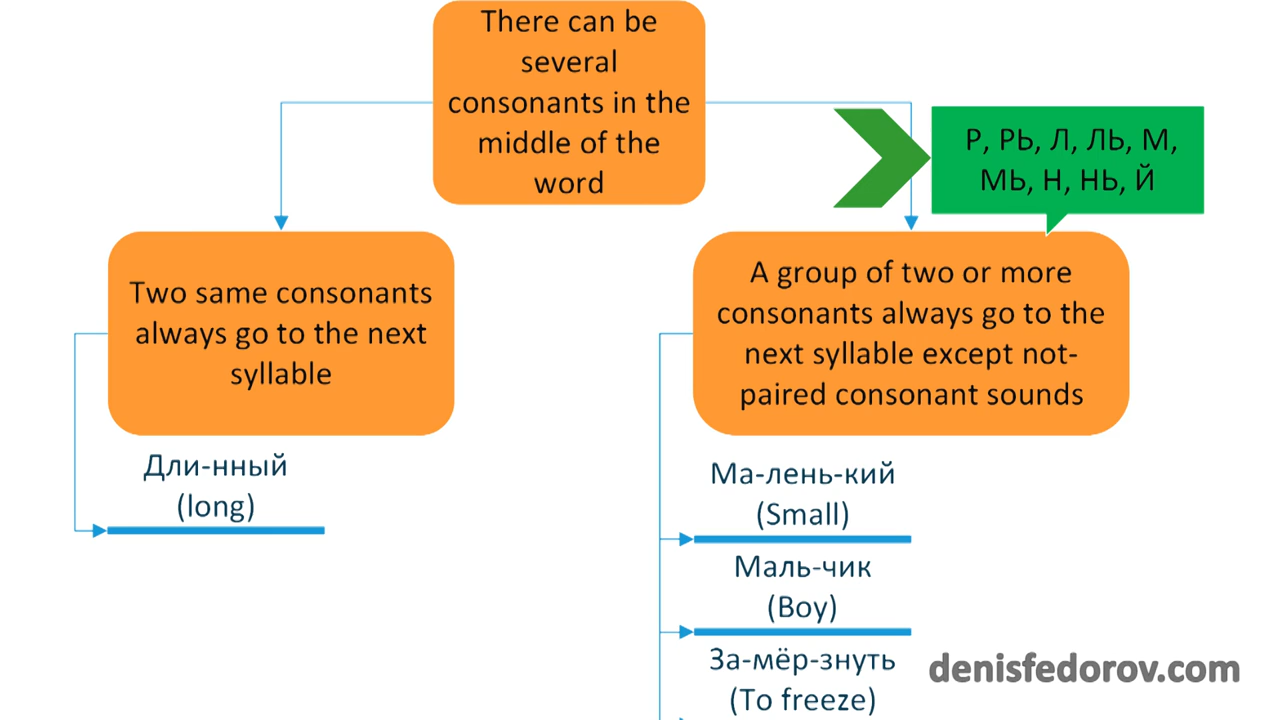 There can be
several
consonants in the
middle of the
word
Р, РЬ, Л, ЛЬ, М,
МЬ, Н, НЬ, Й
Two same consonants
always go to the next
syllable
A group of two or more
consonants always go to the
next syllable except not-
paired consonant sounds
Дли-нный
(long)
Ма-лень-кий
(Small)
Маль-чик
(Boy)
За-мёр-знуть
(To freeze)
denisfedorov.com